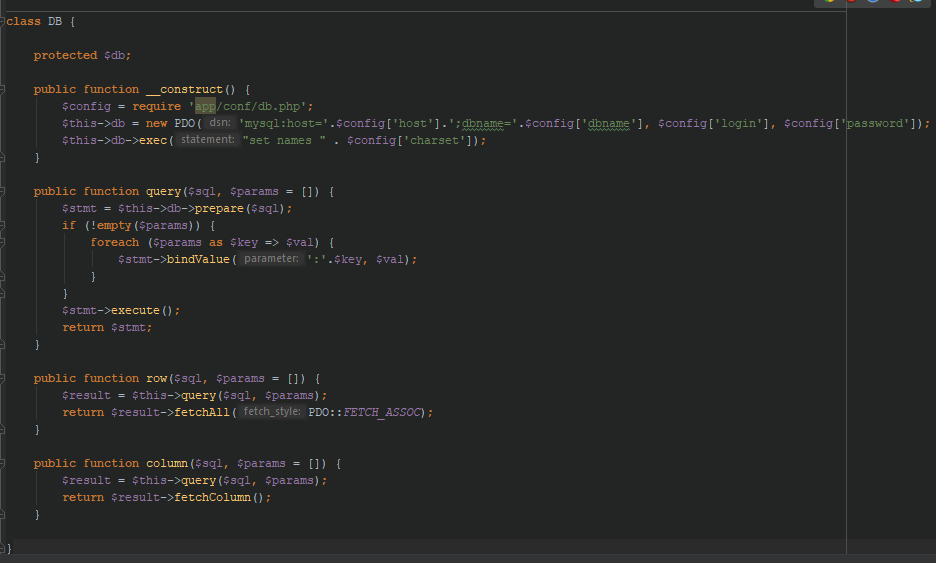 class DB {
protected $db;
public function __construct() {
$config = require 'app/conf/db.php';
$this->db = new PDO( dsn: 'mysql:host='.$config['host'].';dbname='.$config['dbname'], $config['login'], $config['password']);
$this->db->exec( statement: "set names " . $config['charset']);
}
public function query($sql, $params = []) {
$stmt = $this->db->prepare($sql);
if (!empty($params)) {
foreach ($params as $key => $val) {
$stmt->bindValue( parameter: ':'.$key, $val);
}
}
$stmt->execute();
return $stmt;
}
public function row($sql, $params = []) {
$result = $this->query($sql, $params);
return $result->fetchAll( fetch_style: PDO::FETCH_ASSOC);
}
public function column($sql, $params = []) {
$result = $this->query($sql, $params);
return $result->fetchColumn();
}
}